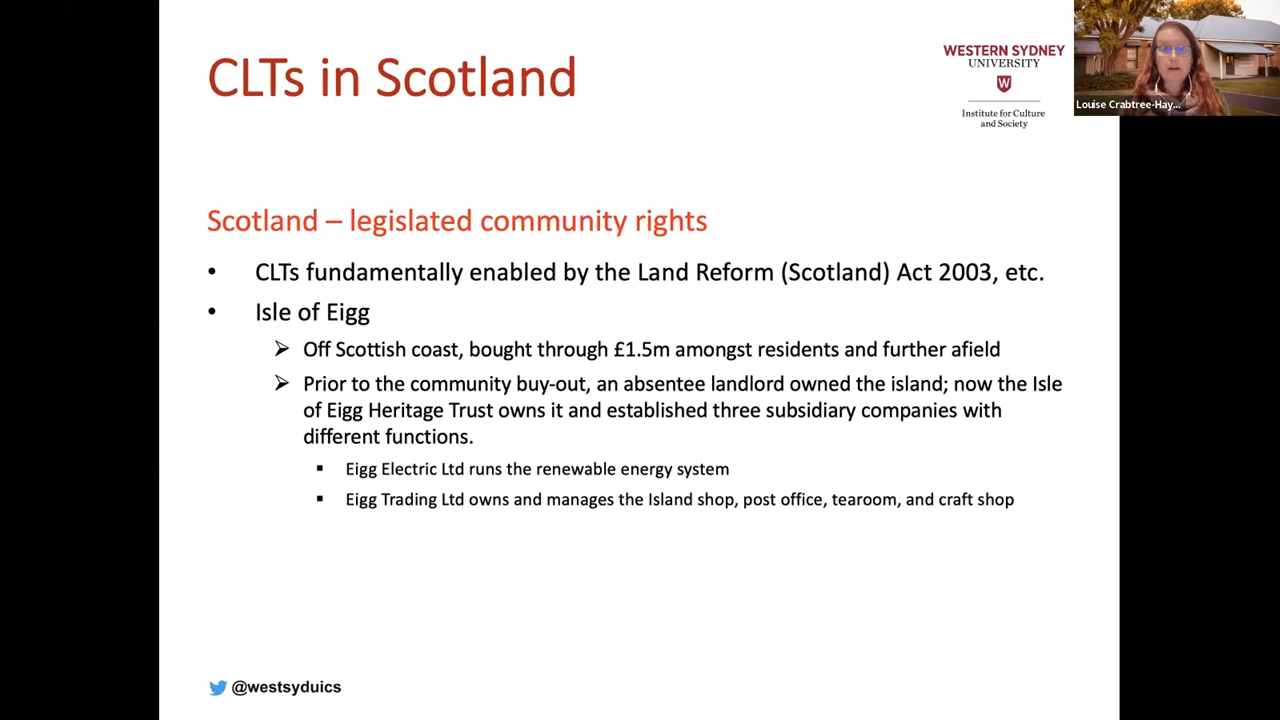 CLTs in Scotland
WESTERN SYDNEY
UNIVERSITY
W
Institute for Culture
and Society
Louise Crabtree-Hay...
Scotland – legislated community rights
• CLTs fundamentally enabled by the Land Reform (Scotland) Act 2003, etc.
• Isle of Eigg
➢ Off Scottish coast, bought through £1.5m amongst residents and further afield
➢ Prior to the community buy-out, an absentee landlord owned the island; now the Isle
of Eigg Heritage Trust owns it and established three subsidiary companies with
different functions.
▪ Eigg Electric Ltd runs the renewable energy system
▪ Eigg Trading Ltd owns and manages the Island shop, post office, tearoom, and craft shop
@westsyduics